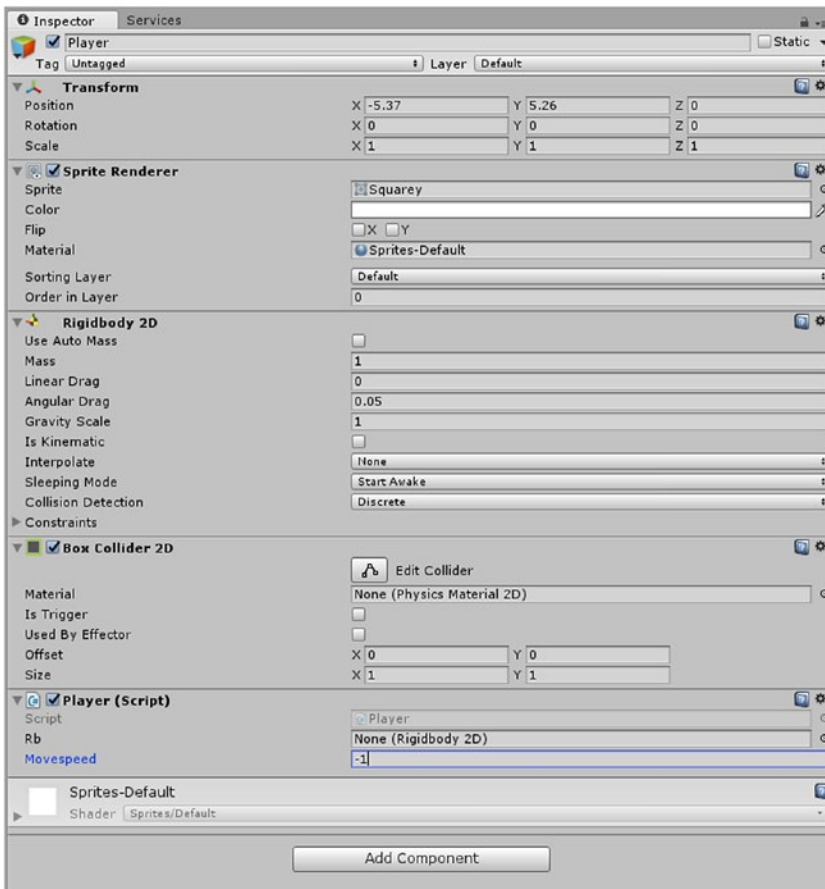 Inspector Services
Player Static
Tag Untagged Layer Default
Transform
Position X -5.37 Y 5.26 Z 0
Rotation X 0 Y 0 Z 0
Scale X 1 Y 1 Z 1
Sprite Renderer
Sprite Squarey
Color
Flip X Y
Material Sprites-Default
Sorting Layer Default
Order in Layer 0
Rigidbody 2D
Use Auto Mass
Mass 1
Linear Drag 0
Angular Drag 0.05
Gravity Scale 1
Is Kinematic
Interpolate None
Sleeping Mode Start Awake
Collision Detection Discrete
Constraints
Box Collider 2D
Edit Collider
Material None (Physics Material 2D)
Is Trigger
Used By Effector
Offset X 0 Y 0
Size X 1 Y 1
Player (Script)
Script Player
Rb None (Rigidbody 2D)
Movespeed -1
Sprites-Default
Shader Sprites/Default
Add Component